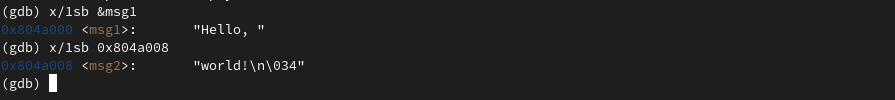 (gdb) x/1sb &msg1
0x804a000 <msg1>: "Hello, "
(gdb) x/1sb 0x804a008
0x804a008 <msg2>: "world!\n\034"
(gdb)